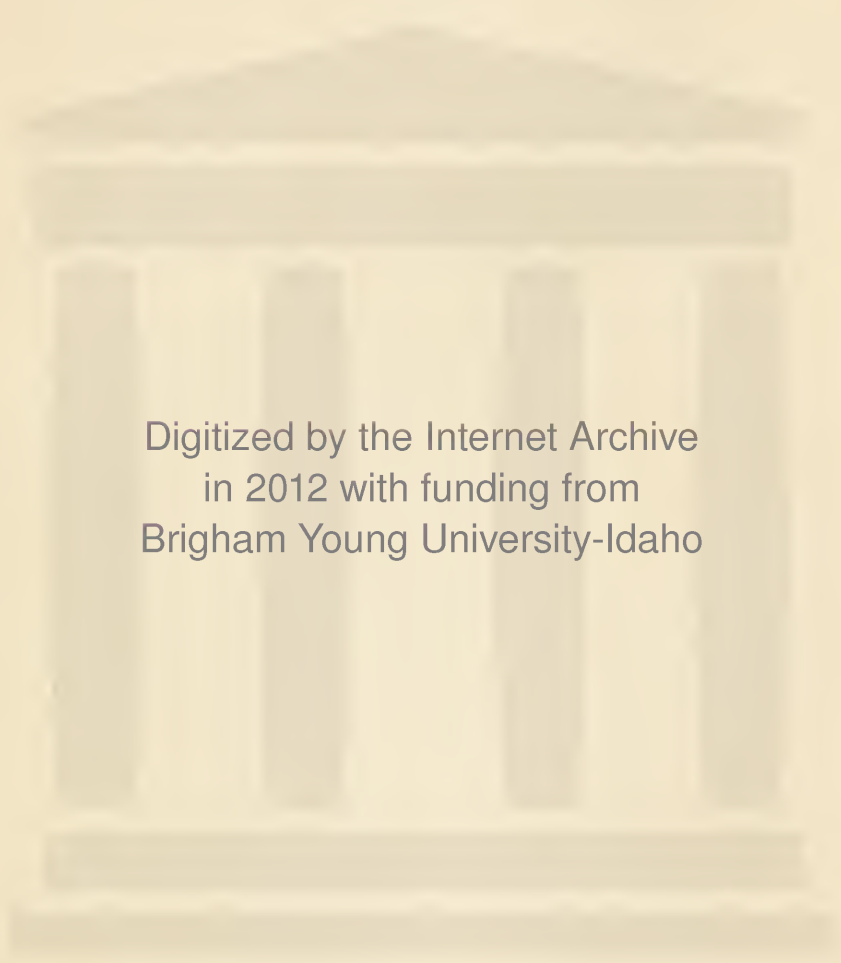 Digitized by the Internet Archive
in 2012 with funding from
Brigham Young University-Idaho